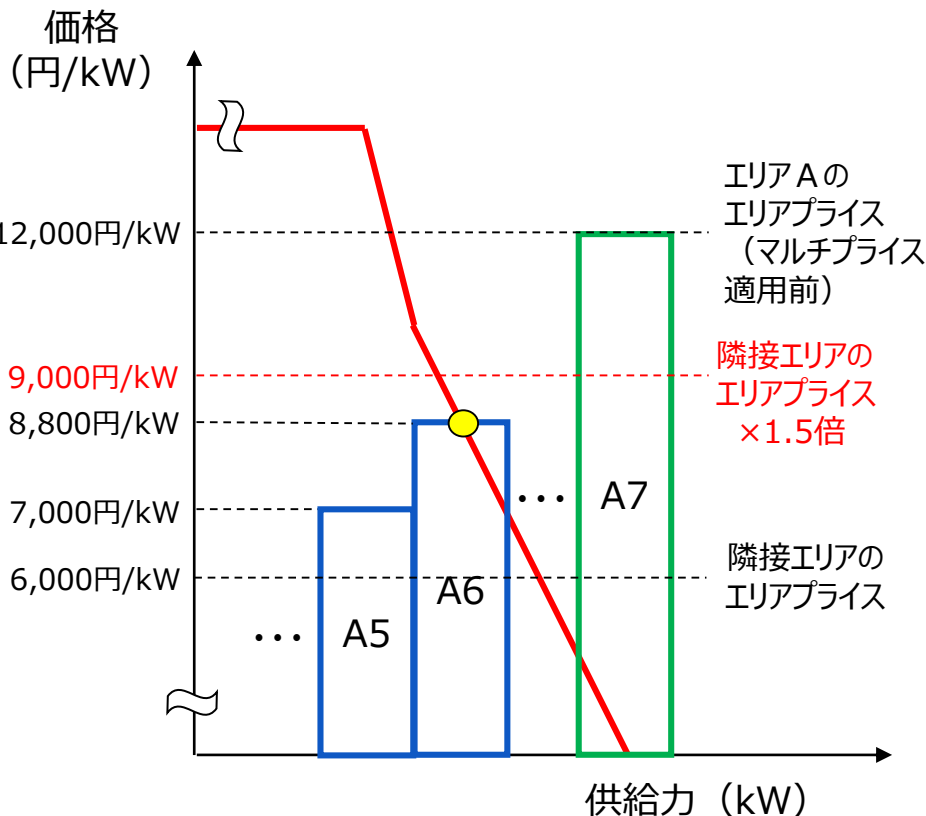 価格
（円/kW）
12,000円/kW
9,000円/kW
8,800円/kW
7,000円/kW
6,000円/kW
エリアAの
エリアプライス
（マルチプライス
適用前）
隣接エリアの
エリアプライス
×1.5倍
隣接エリアの
エリアプライス
… A5
A6
… A7
供給力（kW）